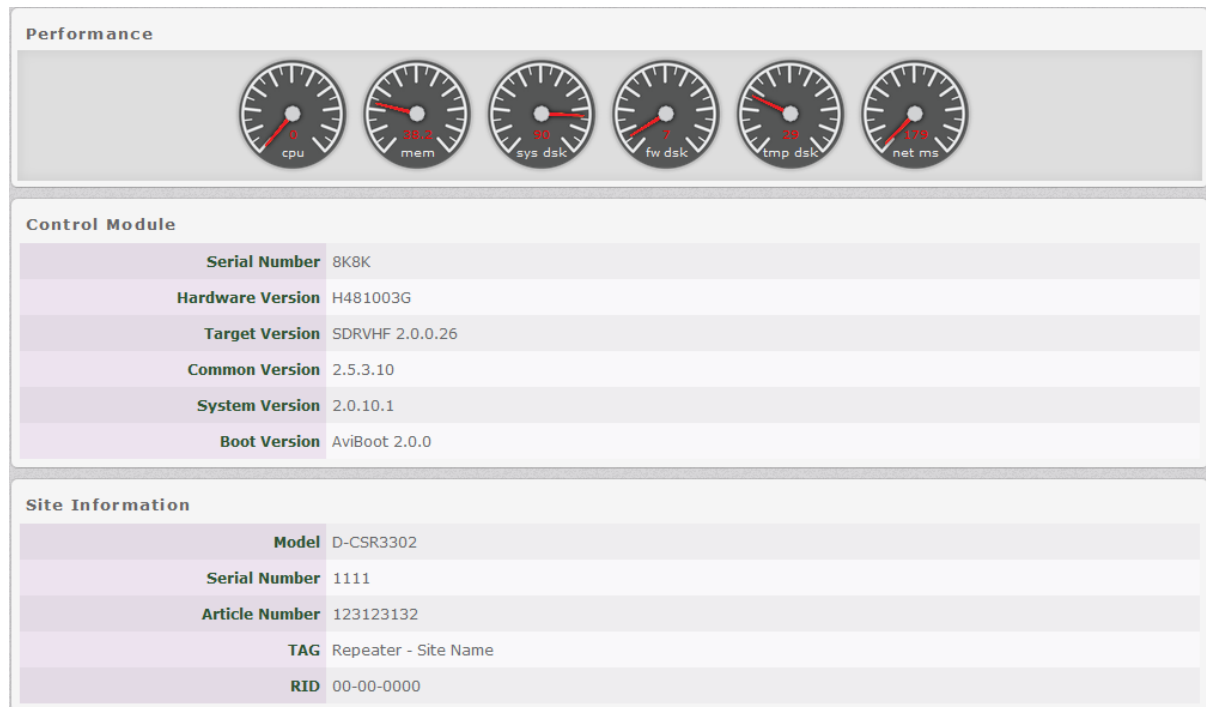 Performance
0 38.2 90 7 29 179
cpu mem sys dsk fw dsk tmp dsk net ms
Control Module
Serial Number 8K8K
Hardware Version H481003G
Target Version SDRVHF 2.0.0.26
Common Version 2.5.3.10
System Version 2.0.10.1
Boot Version AviBoot 2.0.0
Site Information
Model D-CSR3302
Serial Number 1111
Article Number 123123132
TAG Repeater - Site Name
RID 00-00-0000